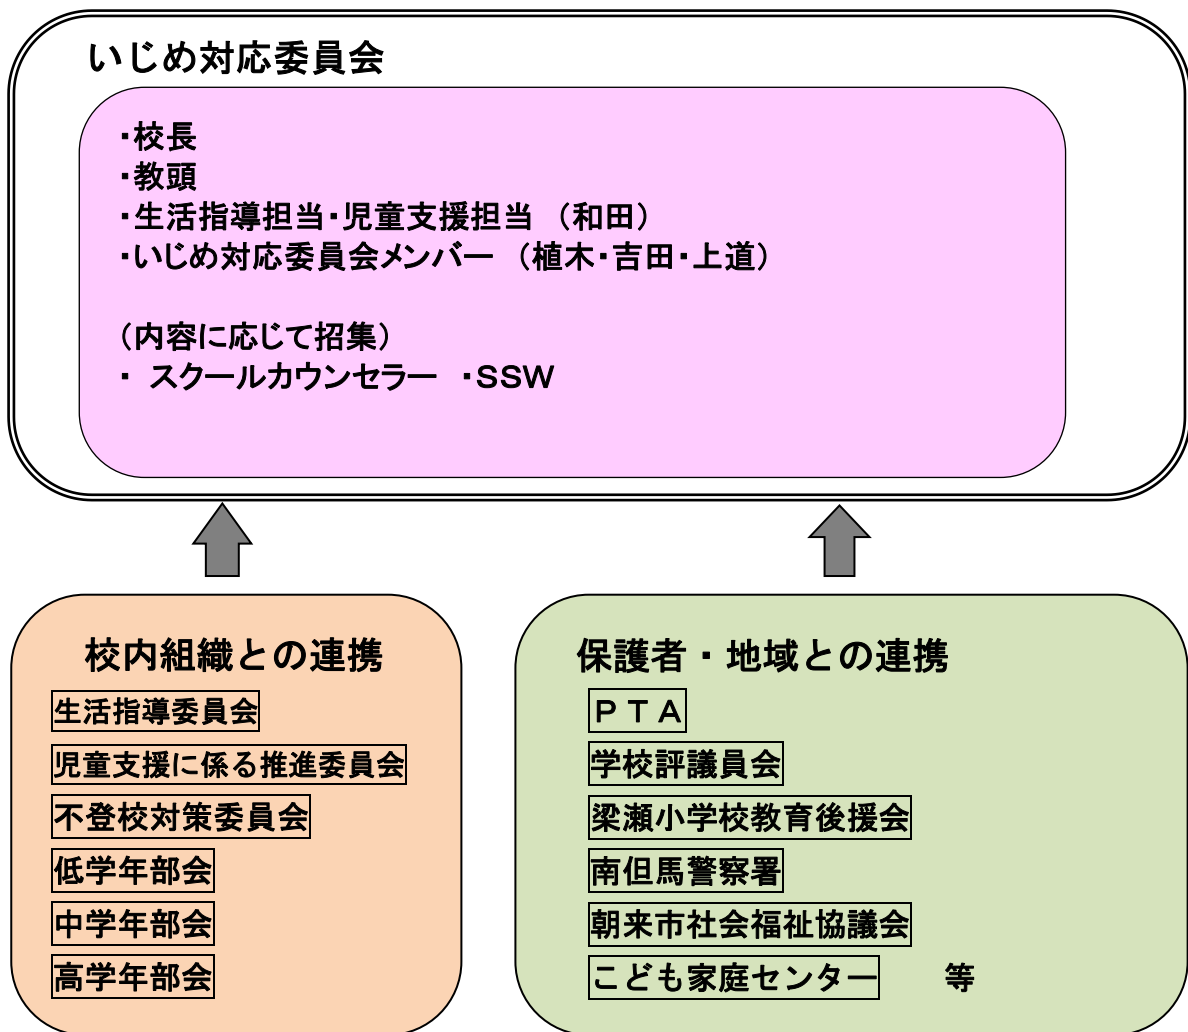 いじめ対応委員会
・校長
・教頭
・生活指導担当・児童支援担当 （和田）
・いじめ対応委員会メンバー （植木・吉田・上道）
（内容に応じて招集）
・ スクールカウンセラー ・SSW
校内組織との連携
生活指導委員会
児童支援に係る推進委員会
不登校対策委員会
低学年部会
中学年部会
高学年部会
保護者・地域との連携
ＰＴＡ
学校評議員会
梁瀬小学校教育後援会
南但馬警察署
朝来市社会福祉協議会
こども家庭センター 等